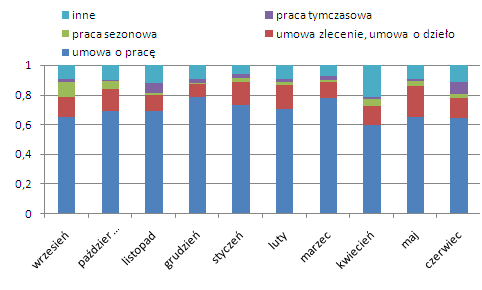 inne
praca tymczasowa
praca sezonowa
umowa zlecenie, umowa o dzieło
umowa o pracę
1
0,8
0,6
0,4
0,2
0
wrzesień
paździer...
listopad
grudzień
styczeń
luty
marzec
kwiecień
maj
czerwiec